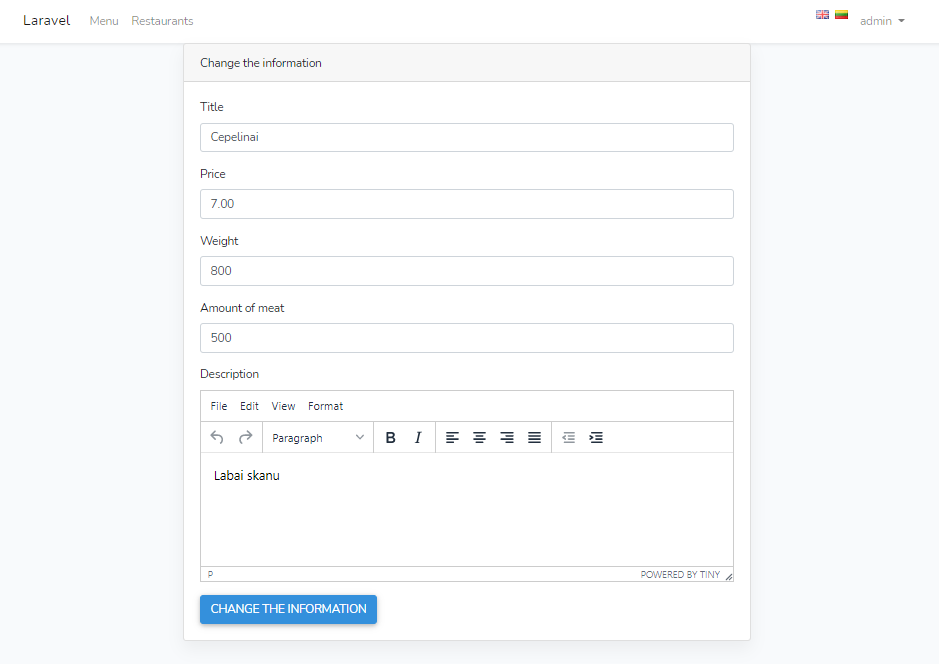 Laravel Menu Restaurants admin
Change the information
Title
Cepelinai
Price
7.00
Weight
800
Amount of meat
500
Description
File Edit View Format
Paragraph B I
Labai skanu
P POWERED BY TINY
CHANGE THE INFORMATION